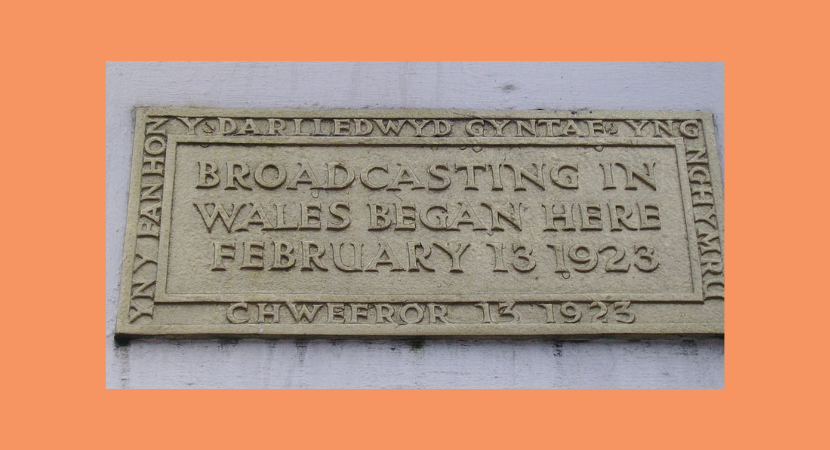 YN Y FAN HON
Y DARLLEDWYD GYNTAF YNG
NGHYMRU
CHWEFROR 13 1923
BROADCASTING IN
WALES BEGAN HERE
FEBRUARY 13 1923